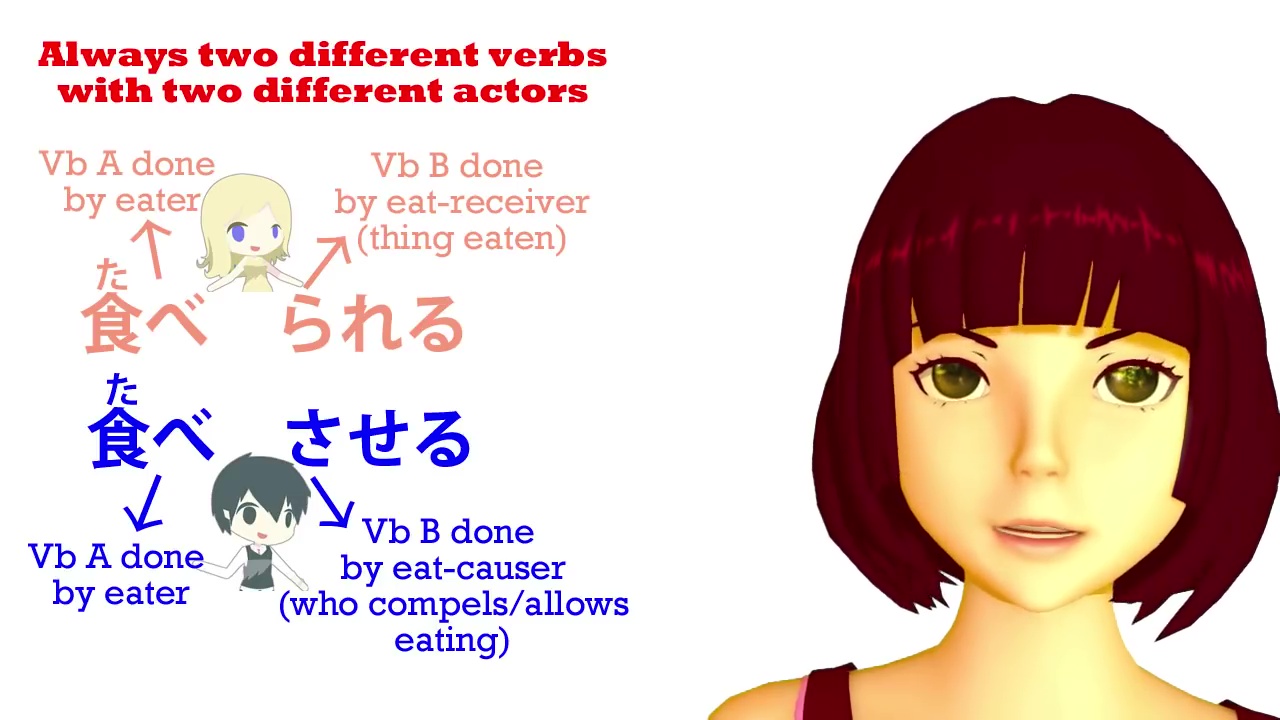 Always two different verbs
with two different actors
Vb A done
by eater
Vb B done
by eat-receiver
(thing eaten)
た
食べ られる
た
食べ させる
Vb A done
by eater
Vb B done
by eat-causer
(who compels/allows
eating)